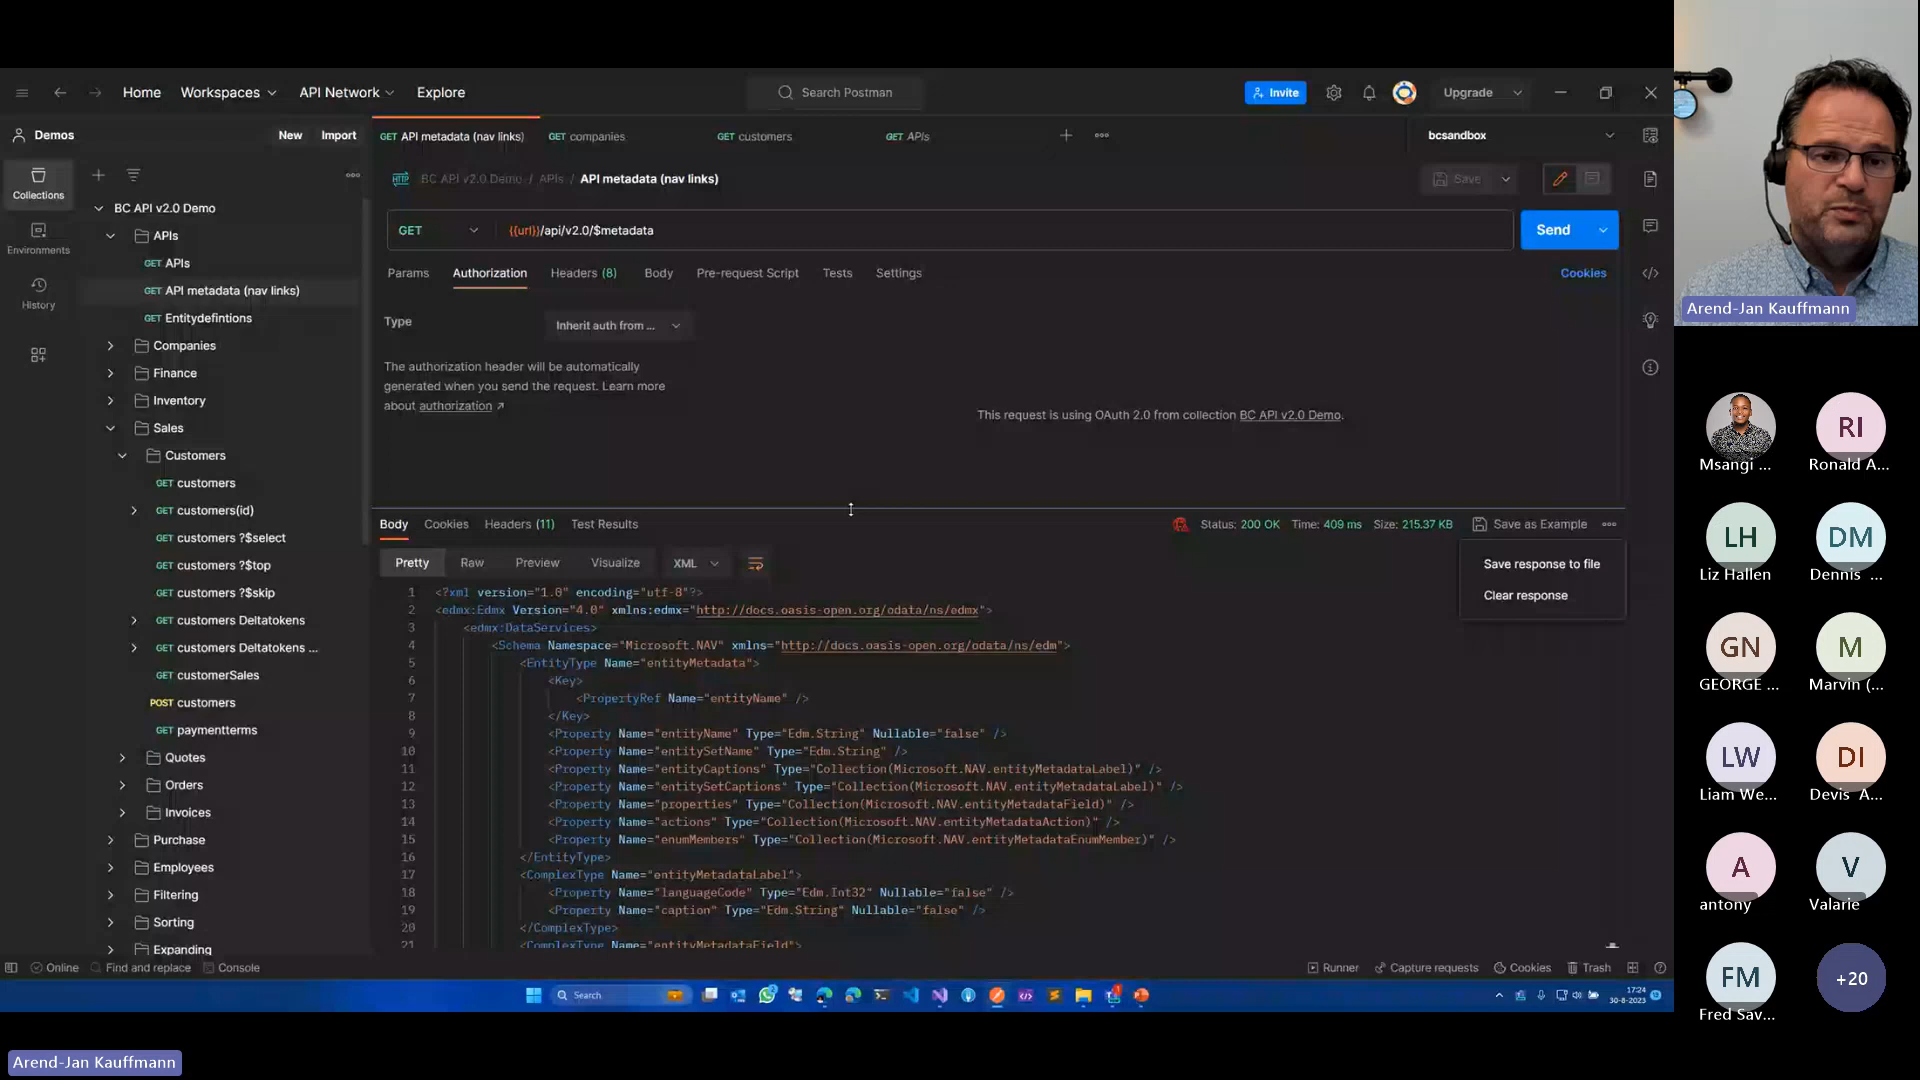 Home
Workspaces
API Network
Explore
Search Postman
Invite
Upgrade
Demos
New
Import
GET API metadata (nav links)
GET companies
GET customers
GET APIs
bcsandbox
Collections
Environments
History
BC API v2.0 Demo
APIs
GET APIs
GET API metadata (nav links)
GET Entitydefintions
Companies
Finance
Inventory
Sales
Customers
GET customers
GET customers(id)
GET customers ?$select
GET customers ?$top
GET customers ?$skip
GET customers Deltatokens
GET customers Deltatokens ...
GET customerSales
POST customers
GET paymentterms
Quotes
Orders
Invoices
Purchase
Employees
Filtering
Sorting
Expanding
HTTP BC API v2.0 Demo / APIs / API metadata (nav links)
Save
GET {{url}}/api/v2.0/$metadata
Send
Params Authorization Headers (8) Body Pre-request Script Tests Settings
Cookies
Type
Inherit auth from ...
The authorization header will be automatically
generated when you send the request. Learn more
about authorization ↗
This request is using OAuth 2.0 from collection BC API v2.0 Demo.
Body Cookies Headers (11) Test Results
Status: 200 OK Time: 409 ms Size: 215.37 KB
Save as Example
Save response to file
Clear response
Pretty Raw Preview Visualize XML
1 <?xml version="1.0" encoding="utf-8"?>
2 <edmx:Edmx Version="4.0" xmlns:edmx="http://docs.oasis-open.org/odata/ns/edmx">
3 <edmx:DataServices>
4 <Schema Namespace="Microsoft.NAV" xmlns="http://docs.oasis-open.org/odata/ns/edm">
5 <EntityType Name="entityMetadata">
6 <Key>
7 <PropertyRef Name="entityName" />
8 </Key>
9 <Property Name="entityName" Type="Edm.String" Nullable="false" />
10 <Property Name="entitySetName" Type="Edm.String" />
11 <Property Name="entityCaptions" Type="Collection(Microsoft.NAV.entityMetadataLabel)" />
12 <Property Name="entitySetCaptions" Type="Collection(Microsoft.NAV.entityMetadataLabel)" />
13 <Property Name="properties" Type="Collection(Microsoft.NAV.entityMetadataField)" />
14 <Property Name="actions" Type="Collection(Microsoft.NAV.entityMetadataAction)" />
15 <Property Name="enumMembers" Type="Collection(Microsoft.NAV.entityMetadataEnumMember)" />
16 </EntityType>
17 <ComplexType Name="entityMetadataLabel">
18 <Property Name="languageCode" Type="Edm.Int32" Nullable="false" />
19 <Property Name="caption" Type="Edm.String" Nullable="false" />
20 </ComplexType>
21 <ComplexType Name="entityMetadataField">
Online
Find and replace
Console
Runner
Capture requests
Cookies
Trash
Search
17:24
30-8-2023
Arend-Jan Kauffmann
Msangi ...
RI
Ronald A...
LH
Liz Hallen
DM
Dennis ...
GN
GEORGE ...
M
Marvin (...
LW
Liam We...
DI
Devis A...
A
antony
V
Valarie
FM
Fred Sav...
+20
Arend-Jan Kauffmann